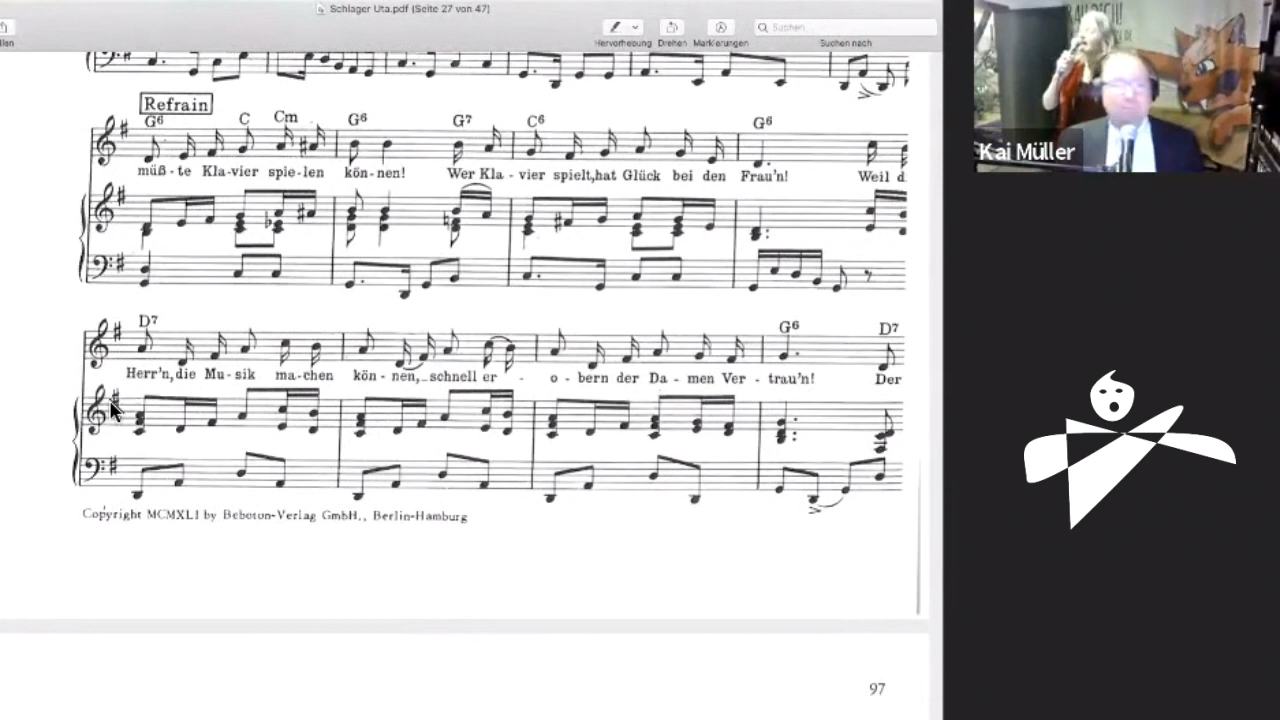 Schlager Uta.pdf (Seite 27 von 47)
Suchen
Hervorhebung Drehen Markierungen Suchen nach
Refrain
G6 C Cm G6 G7 C6 G6
müß-te Kla-vier spie-len kön-nen! Wer Kla-vier spielt,hat Glück bei den Frau'n! Weil d
D7 G6 D7
Herr'n,die Mu-sik ma-chen kön-nen, schnell er - o-bern der Da-men Ver-trau'n! Der
Copyright MCMXLI by Beboton-Verlag GmbH., Berlin-Hamburg
97
Kai Müller